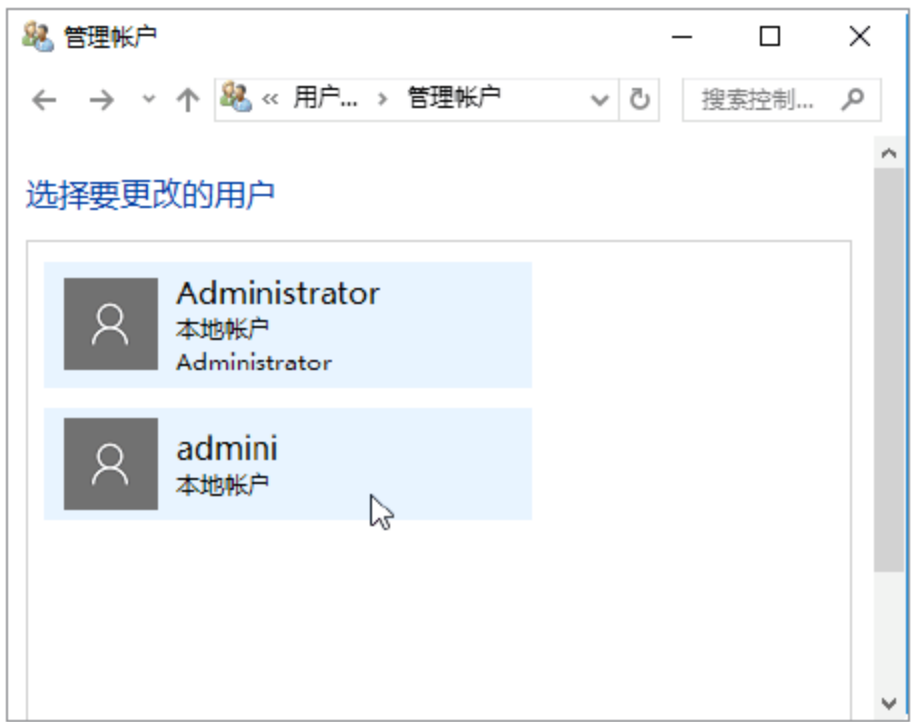 管理帐户
« 用户... › 管理帐户 搜索控制...
选择要更改的用户
Administrator
本地帐户
Administrator
admini
本地帐户